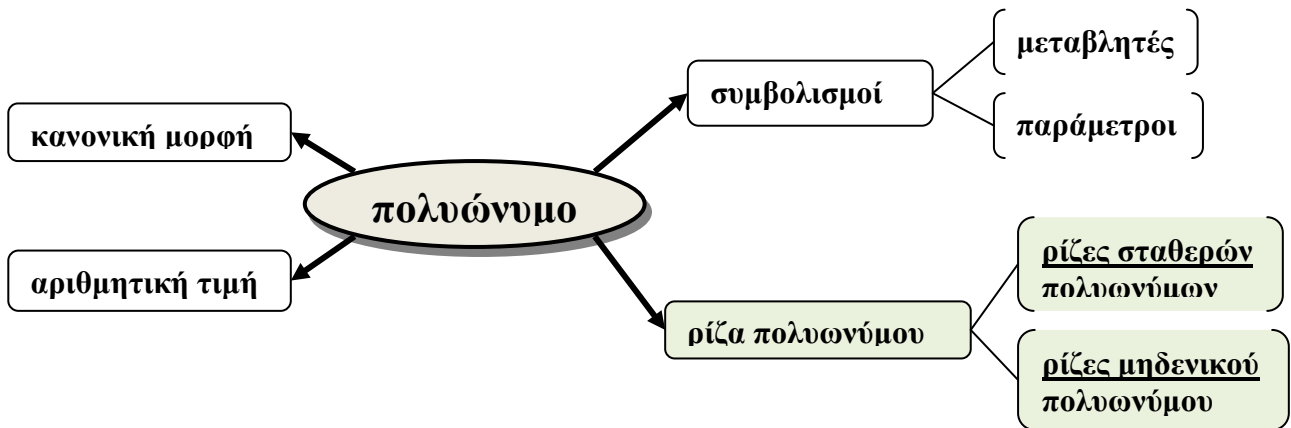 μεταβλητές
συμβολισμοί
παράμετροι
κανονική μορφή
πολυώνυμο
αριθμητική τιμή
ρίζες σταθερών
πολυωνύμων
ρίζα πολυωνύμου
ρίζες μηδενικού
πολυωνύμου